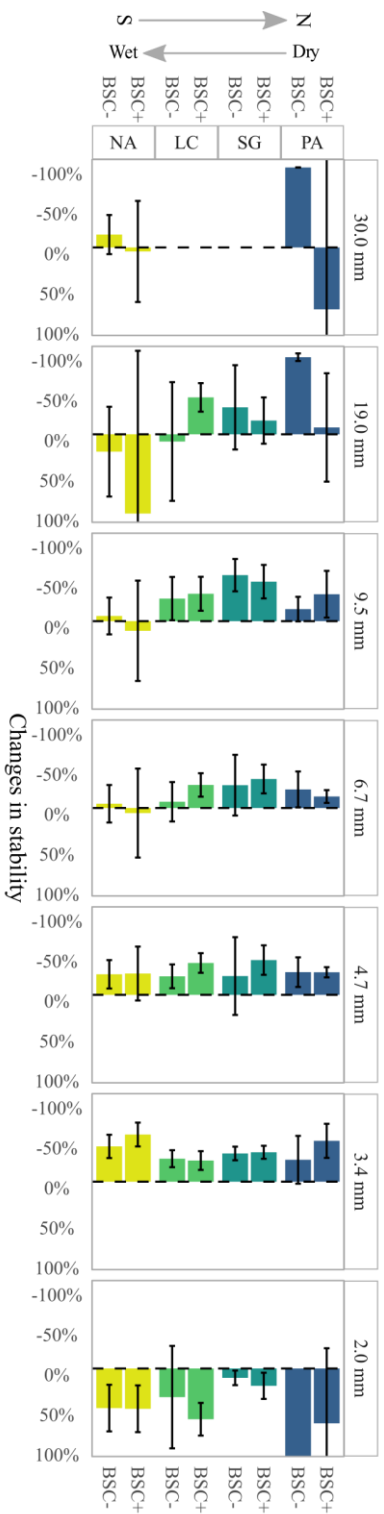 S N
Wet Dry
BSC- BSC+ BSC- BSC+ BSC- BSC+ BSC- BSC+
NA LC SG PA
30.0 mm
-100%
-50%
0%
50%
100%
19.0 mm
-100%
-50%
0%
50%
100%
9.5 mm
-100%
-50%
0%
50%
100%
6.7 mm
-100%
-50%
0%
50%
100%
4.7 mm
-100%
-50%
0%
50%
100%
3.4 mm
-100%
-50%
0%
50%
100%
2.0 mm
-100%
-50%
0%
50%
100%
Changes in stability
BSC- BSC+ BSC- BSC+ BSC- BSC+ BSC- BSC+